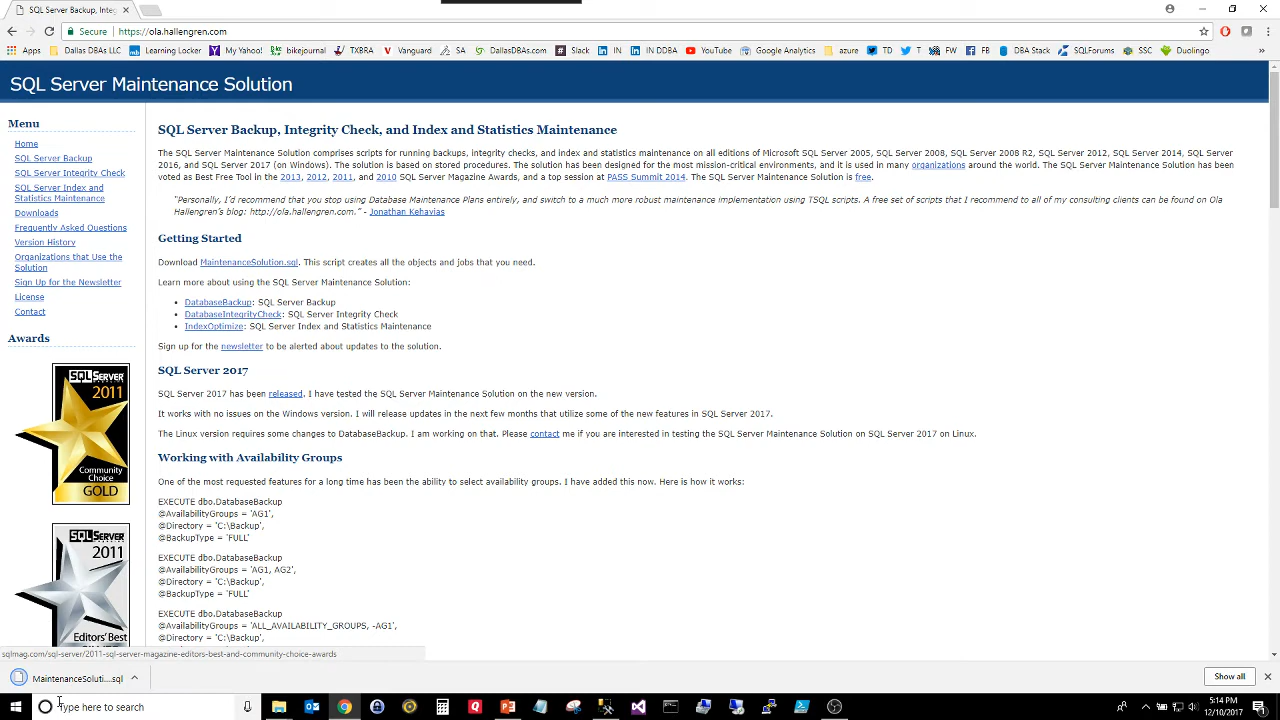 SQL Server Backup, Integ
Secure https://ola.hallengren.com
Apps Dallas DBAs LLC Learning Locker My Yahoo! bikejournal TXBRA Vanguard SA DallasDBAs.com Slack IN IN DDBA YouTube Google Analytics azure TD T FW FB DBA Stack SQLForums SSC Duolingo »
SQL Server Maintenance Solution
Menu
Home
SQL Server Backup
SQL Server Integrity Check
SQL Server Index and
Statistics Maintenance
Downloads
Frequently Asked Questions
Version History
Organizations that Use the
Solution
Sign Up for the Newsletter
License
Contact
Awards
SQL SERVER
2011
Community
Choice
GOLD
SQL SERVER
2011
Editors' Best
SQL Server Backup, Integrity Check, and Index and Statistics Maintenance
The SQL Server Maintenance Solution comprises scripts for running backups, integrity checks, and index and statistics maintenance on all editions of Microsoft SQL Server 2005, SQL Server 2008, SQL Server 2008 R2, SQL Server 2012, SQL Server 2014, SQL Server
2016, and SQL Server 2017 (on Windows). The solution is based on stored procedures. The solution has been designed for the most mission-critical environments, and it is used in many organizations around the world. The SQL Server Maintenance Solution has been
voted as Best Free Tool in the 2013, 2012, 2011, and 2010 SQL Server Magazine Awards, and a top session at PASS Summit 2014. The SQL Server Maintenance Solution is free.
"Personally, I'd recommend that you stop using Database Maintenance Plans entirely, and switch to a much more robust maintenance implementation using TSQL scripts. A free set of scripts that I recommend to all of my consulting clients can be found on Ola
Hallengren's blog: http://ola.hallengren.com." - Jonathan Kehayias
Getting Started
Download MaintenanceSolution.sql. This script creates all the objects and jobs that you need.
Learn more about using the SQL Server Maintenance Solution:
• DatabaseBackup: SQL Server Backup
• DatabaseIntegrityCheck: SQL Server Integrity Check
• IndexOptimize: SQL Server Index and Statistics Maintenance
Sign up for the newsletter to be alerted about updates to the solution.
SQL Server 2017
SQL Server 2017 has been released. I have tested the SQL Server Maintenance Solution on the new version.
It works with no issues on the Windows version. I will release updates in the next few months that utilize some of the new features in SQL Server 2017.
The Linux version requires some changes to DatabaseBackup. I am working on that. Please contact me if you are interested in testing the SQL Server Maintenance Solution on SQL Server 2017 on Linux.
Working with Availability Groups
One of the most requested features for a long time has been the ability to select availability groups. I have added this now. Here is how it works:
EXECUTE dbo.DatabaseBackup
@AvailabilityGroups = 'AG1',
@Directory = 'C:\Backup',
@BackupType = 'FULL'
EXECUTE dbo.DatabaseBackup
@AvailabilityGroups = 'AG1, AG2',
@Directory = 'C:\Backup',
@BackupType = 'FULL'
EXECUTE dbo.DatabaseBackup
@AvailabilityGroups = 'ALL_AVAILABILITY_GROUPS, -AG1',
@Directory = 'C:\Backup',
sqlmag.com/sql-server/2011-sql-server-magazine-editors-best-and-community-choice-awards
MaintenanceSoluti....sql
Show all
Type here to search
5:14 PM
12/10/2017